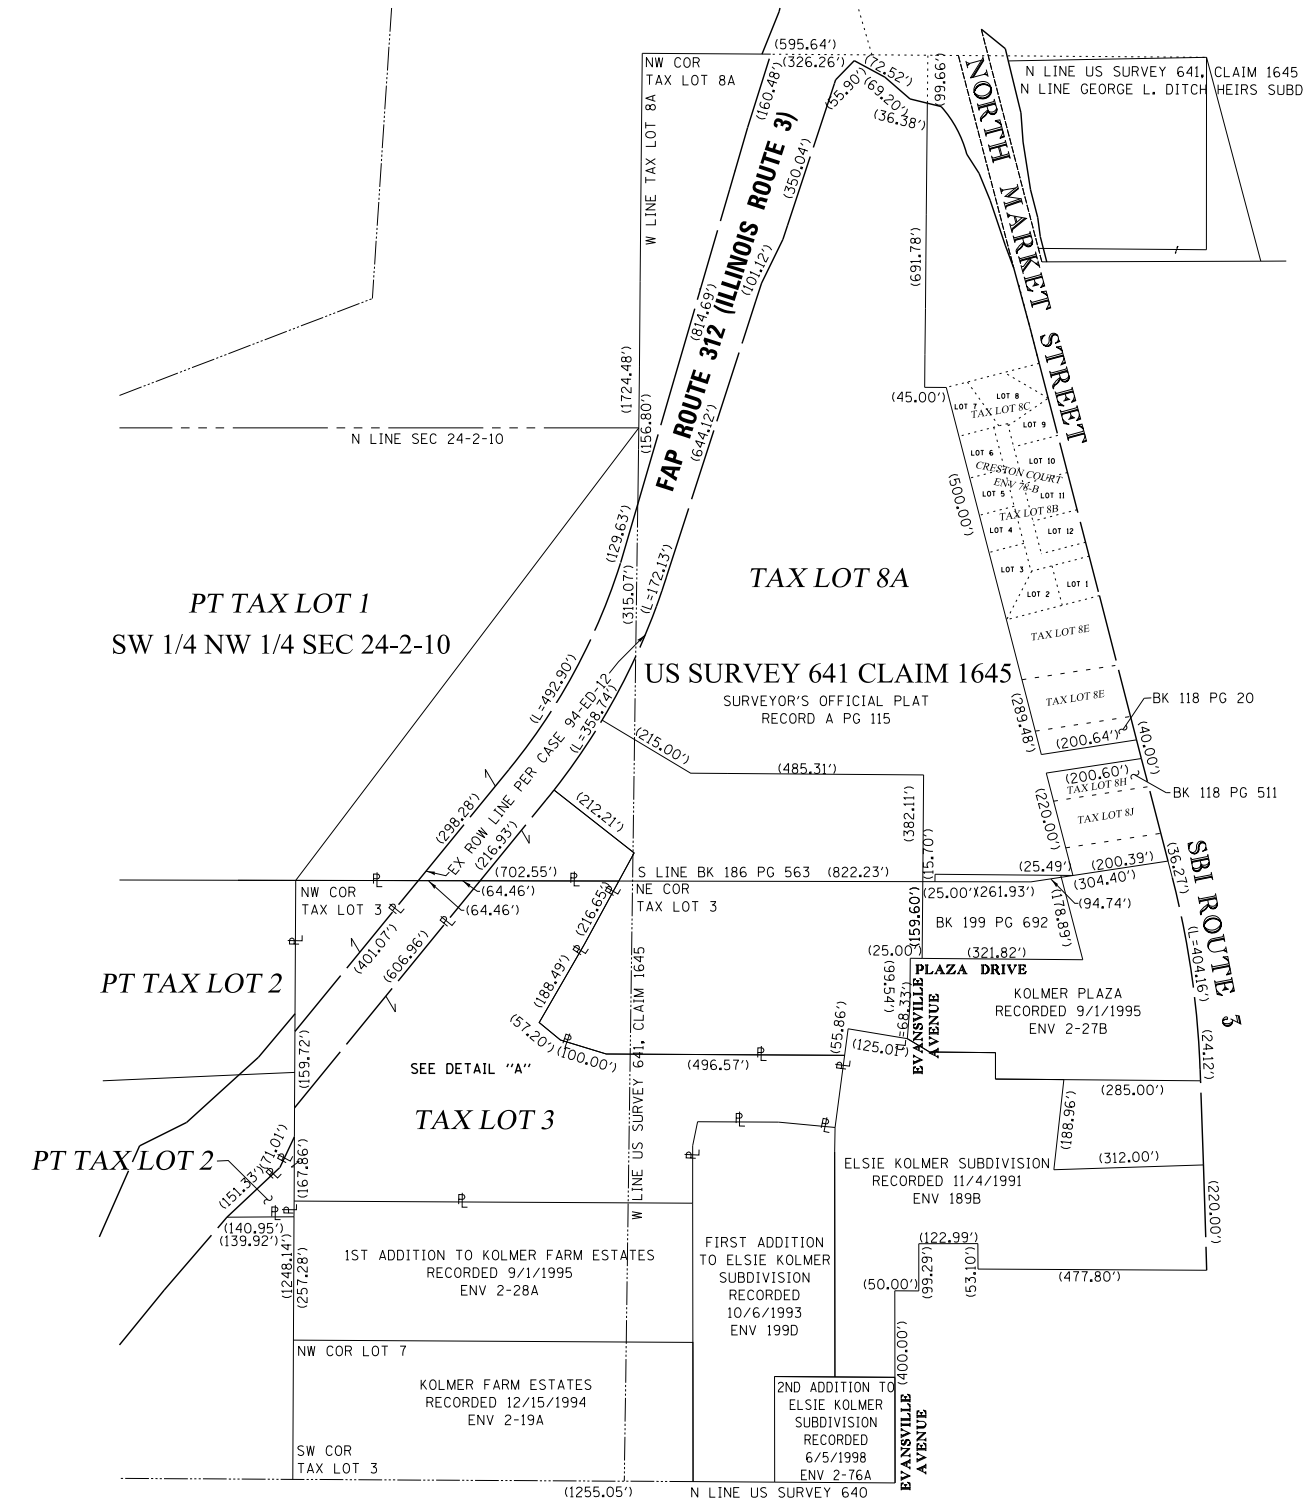 (595.64')
NW COR
TAX LOT 8A
(326.26')
(72.52')
(160.48')
(55.90')
(69.20')
(36.38')
(99.66')
N LINE US SURVEY 641, CLAIM 1645
N LINE GEORGE L. DITCH HEIRS SUBD
W LINE TAX LOT 8A
FAP ROUTE 312 (ILLINOIS ROUTE 3)
NORTH MARKET STREET
(350.04')
(101.12')
(691.78')
(814.69')
(1724.48')
(156.80')
(644.12')
(45.00')
N LINE SEC 24-2-10
LOT 7
LOT 8
TAX LOT 8C
LOT 9
LOT 6
LOT 10
CRESTON COURT
ENV 76-B
LOT 5
LOT 11
TAX LOT 8B
LOT 4
LOT 12
LOT 3
LOT 2
LOT 1
(500.00')
(129.63')
(315.07')
(L=172.13')
TAX LOT 8A
PT TAX LOT 1
SW 1/4 NW 1/4 SEC 24-2-10
TAX LOT 8E
US SURVEY 641 CLAIM 1645
SURVEYOR'S OFFICIAL PLAT
RECORD A PG 115
TAX LOT 8E
BK 118 PG 20
(289.48')
(200.64')
(40.00')
(L=492.90')
(L=358.74')
EX ROW LINE PER CASE 94-ED-12
(215.00')
(485.31')
(200.60')
TAX LOT 8H
BK 118 PG 511
TAX LOT 8J
(220.00')
(298.28')
(216.93')
(212.21')
(382.11')
(15.70')
(25.49')
(200.39')
(36.27')
SBI ROUTE 3
(702.55')
S LINE BK 186 PG 563
(822.23')
NW COR
TAX LOT 3
(64.46')
(64.46')
NE COR
TAX LOT 3
(25.00')
(261.93')
(304.40')
(94.74')
(178.89')
BK 199 PG 692
(159.60')
(216.65')
(401.07')
(606.96')
(25.00')
(321.82')
(L=404.16')
PT TAX LOT 2
PLAZA DRIVE
(188.49')
(99.54')
(L=68.33')
EVANSVILLE
AVENUE
KOLMER PLAZA
RECORDED 9/1/1995
ENV 2-27B
(57.20')
(100.00')
(496.57')
(55.86')
(125.01')
(24.12')
(159.72')
SEE DETAIL "A"
W LINE US SURVEY 641, CLAIM 1645
(285.00')
(188.96')
TAX LOT 3
PT TAX LOT 2
(151.33')
(71.01')
(167.86')
ELSIE KOLMER SUBDIVISION
RECORDED 11/4/1991
ENV 189B
(312.00')
(220.00')
(140.95')
(139.92')
(1248.14')
(257.28')
1ST ADDITION TO KOLMER FARM ESTATES
RECORDED 9/1/1995
ENV 2-28A
FIRST ADDITION
TO ELSIE KOLMER
SUBDIVISION
RECORDED
10/6/1993
ENV 199D
(122.99')
(99.29')
(53.10')
(477.80')
(50.00')
(400.00')
NW COR LOT 7
KOLMER FARM ESTATES
RECORDED 12/15/1994
ENV 2-19A
2ND ADDITION TO
ELSIE KOLMER
SUBDIVISION
RECORDED
6/5/1998
ENV 2-76A
EVANSVILLE
AVENUE
SW COR
TAX LOT 3
(1255.05')
N LINE US SURVEY 640